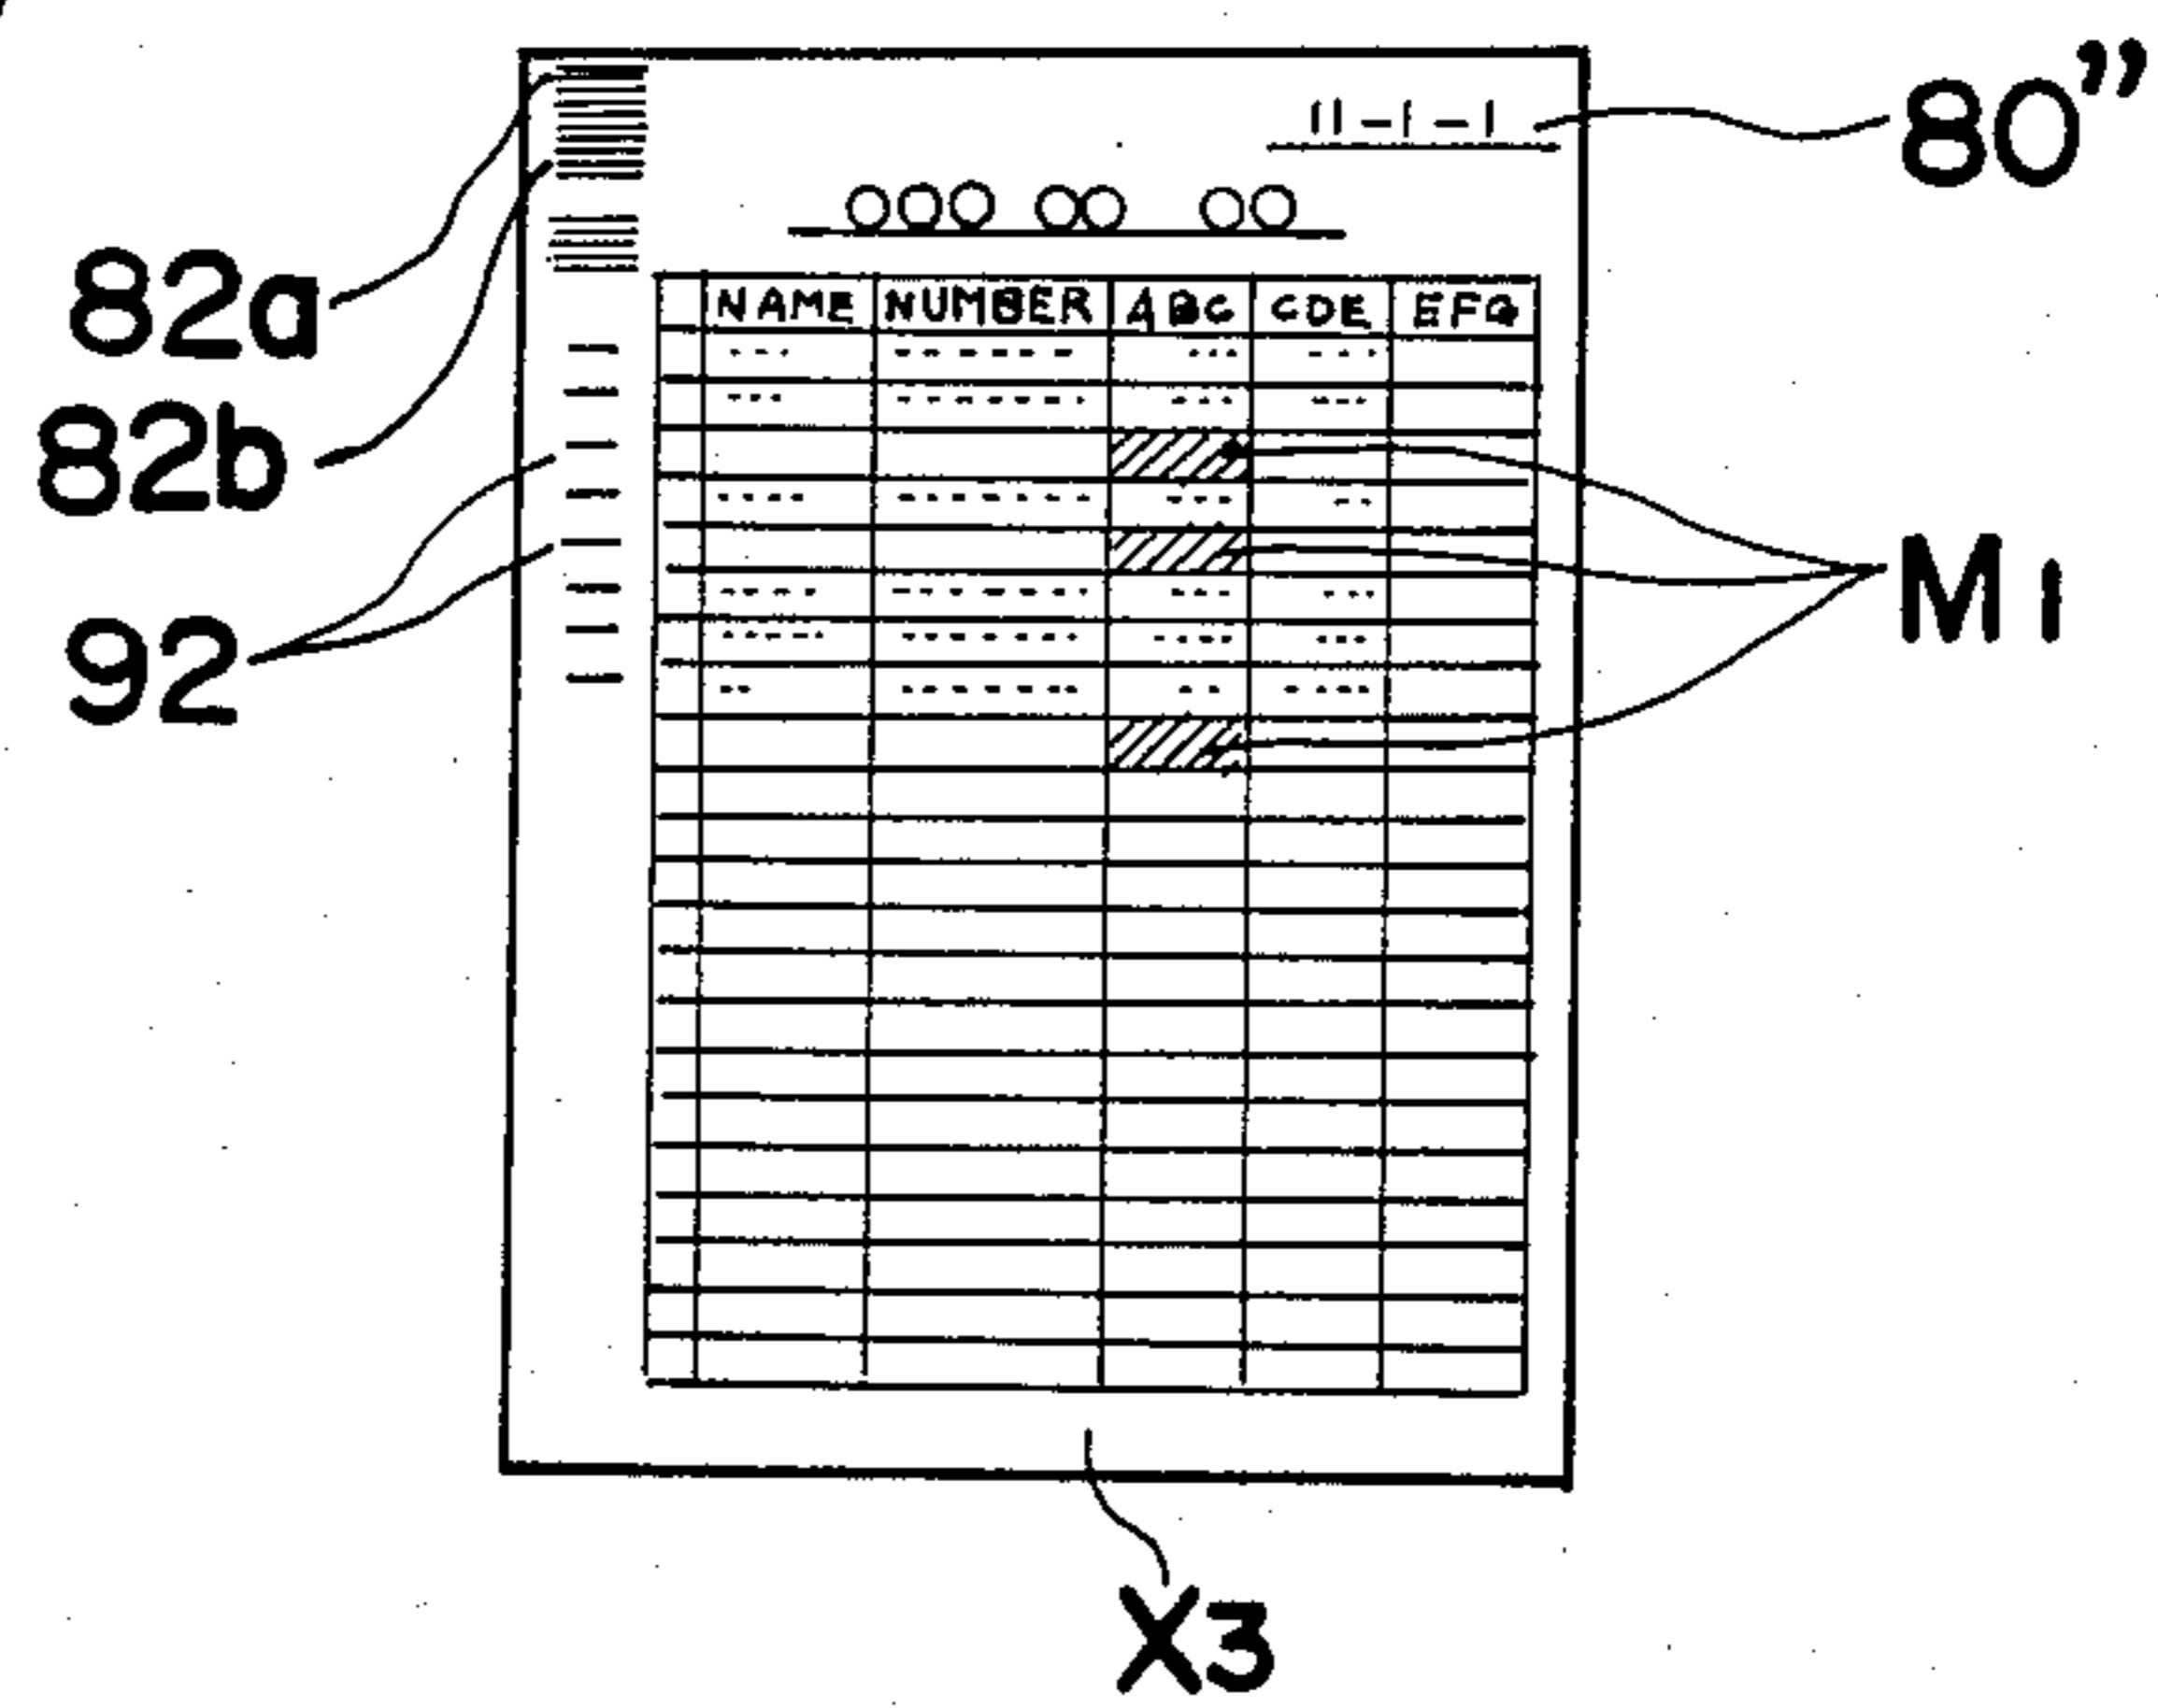 80”
11-1-1
82a
NAME NUMBER ABC CDE EFG
82b
92
M1
X3